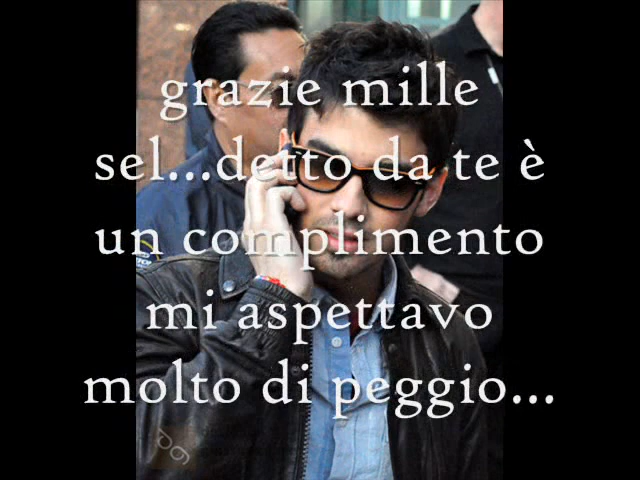 grazie mille
sel...detto da te è
un complimento
mi aspettavo
molto di peggio...